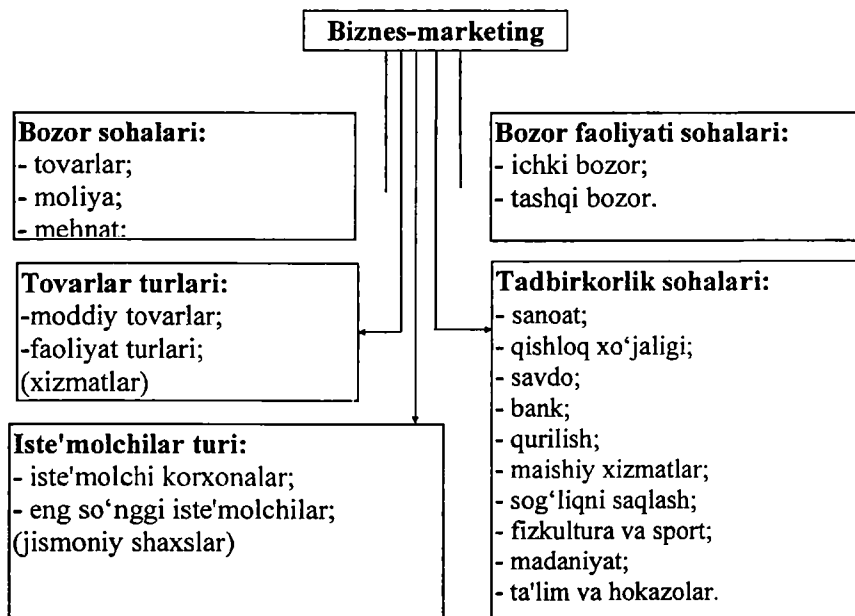 Biznes-marketing
Bozor sohalari:
- tovarlar;
- moliya;
- mehnat;
Bozor faoliyati sohalari:
- ichki bozor;
- tashqi bozor.
Tovarlar turlari:
-moddiy tovarlar;
-faoliyat turlari;
(xizmatlar)
Tadbirkorlik sohalari:
- sanoat;
- qishloq xo‘jaligi;
- savdo;
- bank;
- qurilish;
- maishiy xizmatlar;
- sog‘liqni saqlash;
- fizkultura va sport;
- madaniyat;
- ta'lim va hokazolar.
Iste'molchilar turi:
- iste'molchi korxonalar;
- eng so‘nggi iste'molchilar;
(jismoniy shaxslar)